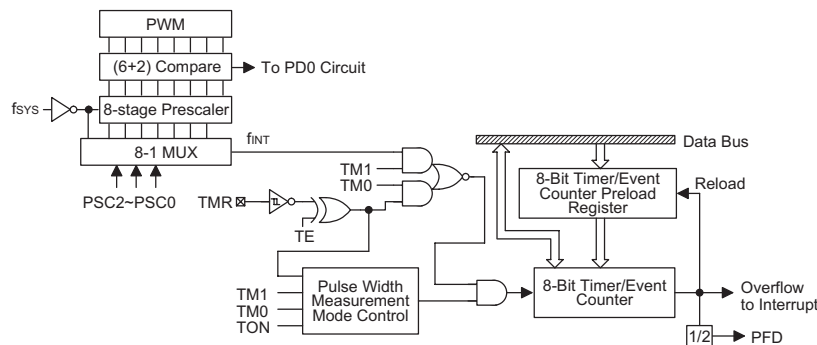 PWM
(6+2) Compare
To PD0 Circuit
fSYS
8-stage Prescaler
8-1 MUX
fINT
PSC2~PSC0
TM1
TM0
TMR
TE
TM1
TM0
TON
Pulse Width
Measurement
Mode Control
Data Bus
8-Bit Timer/Event
Counter Preload
Register
Reload
8-Bit Timer/Event
Counter
Overflow
to Interrupt
1/2
PFD